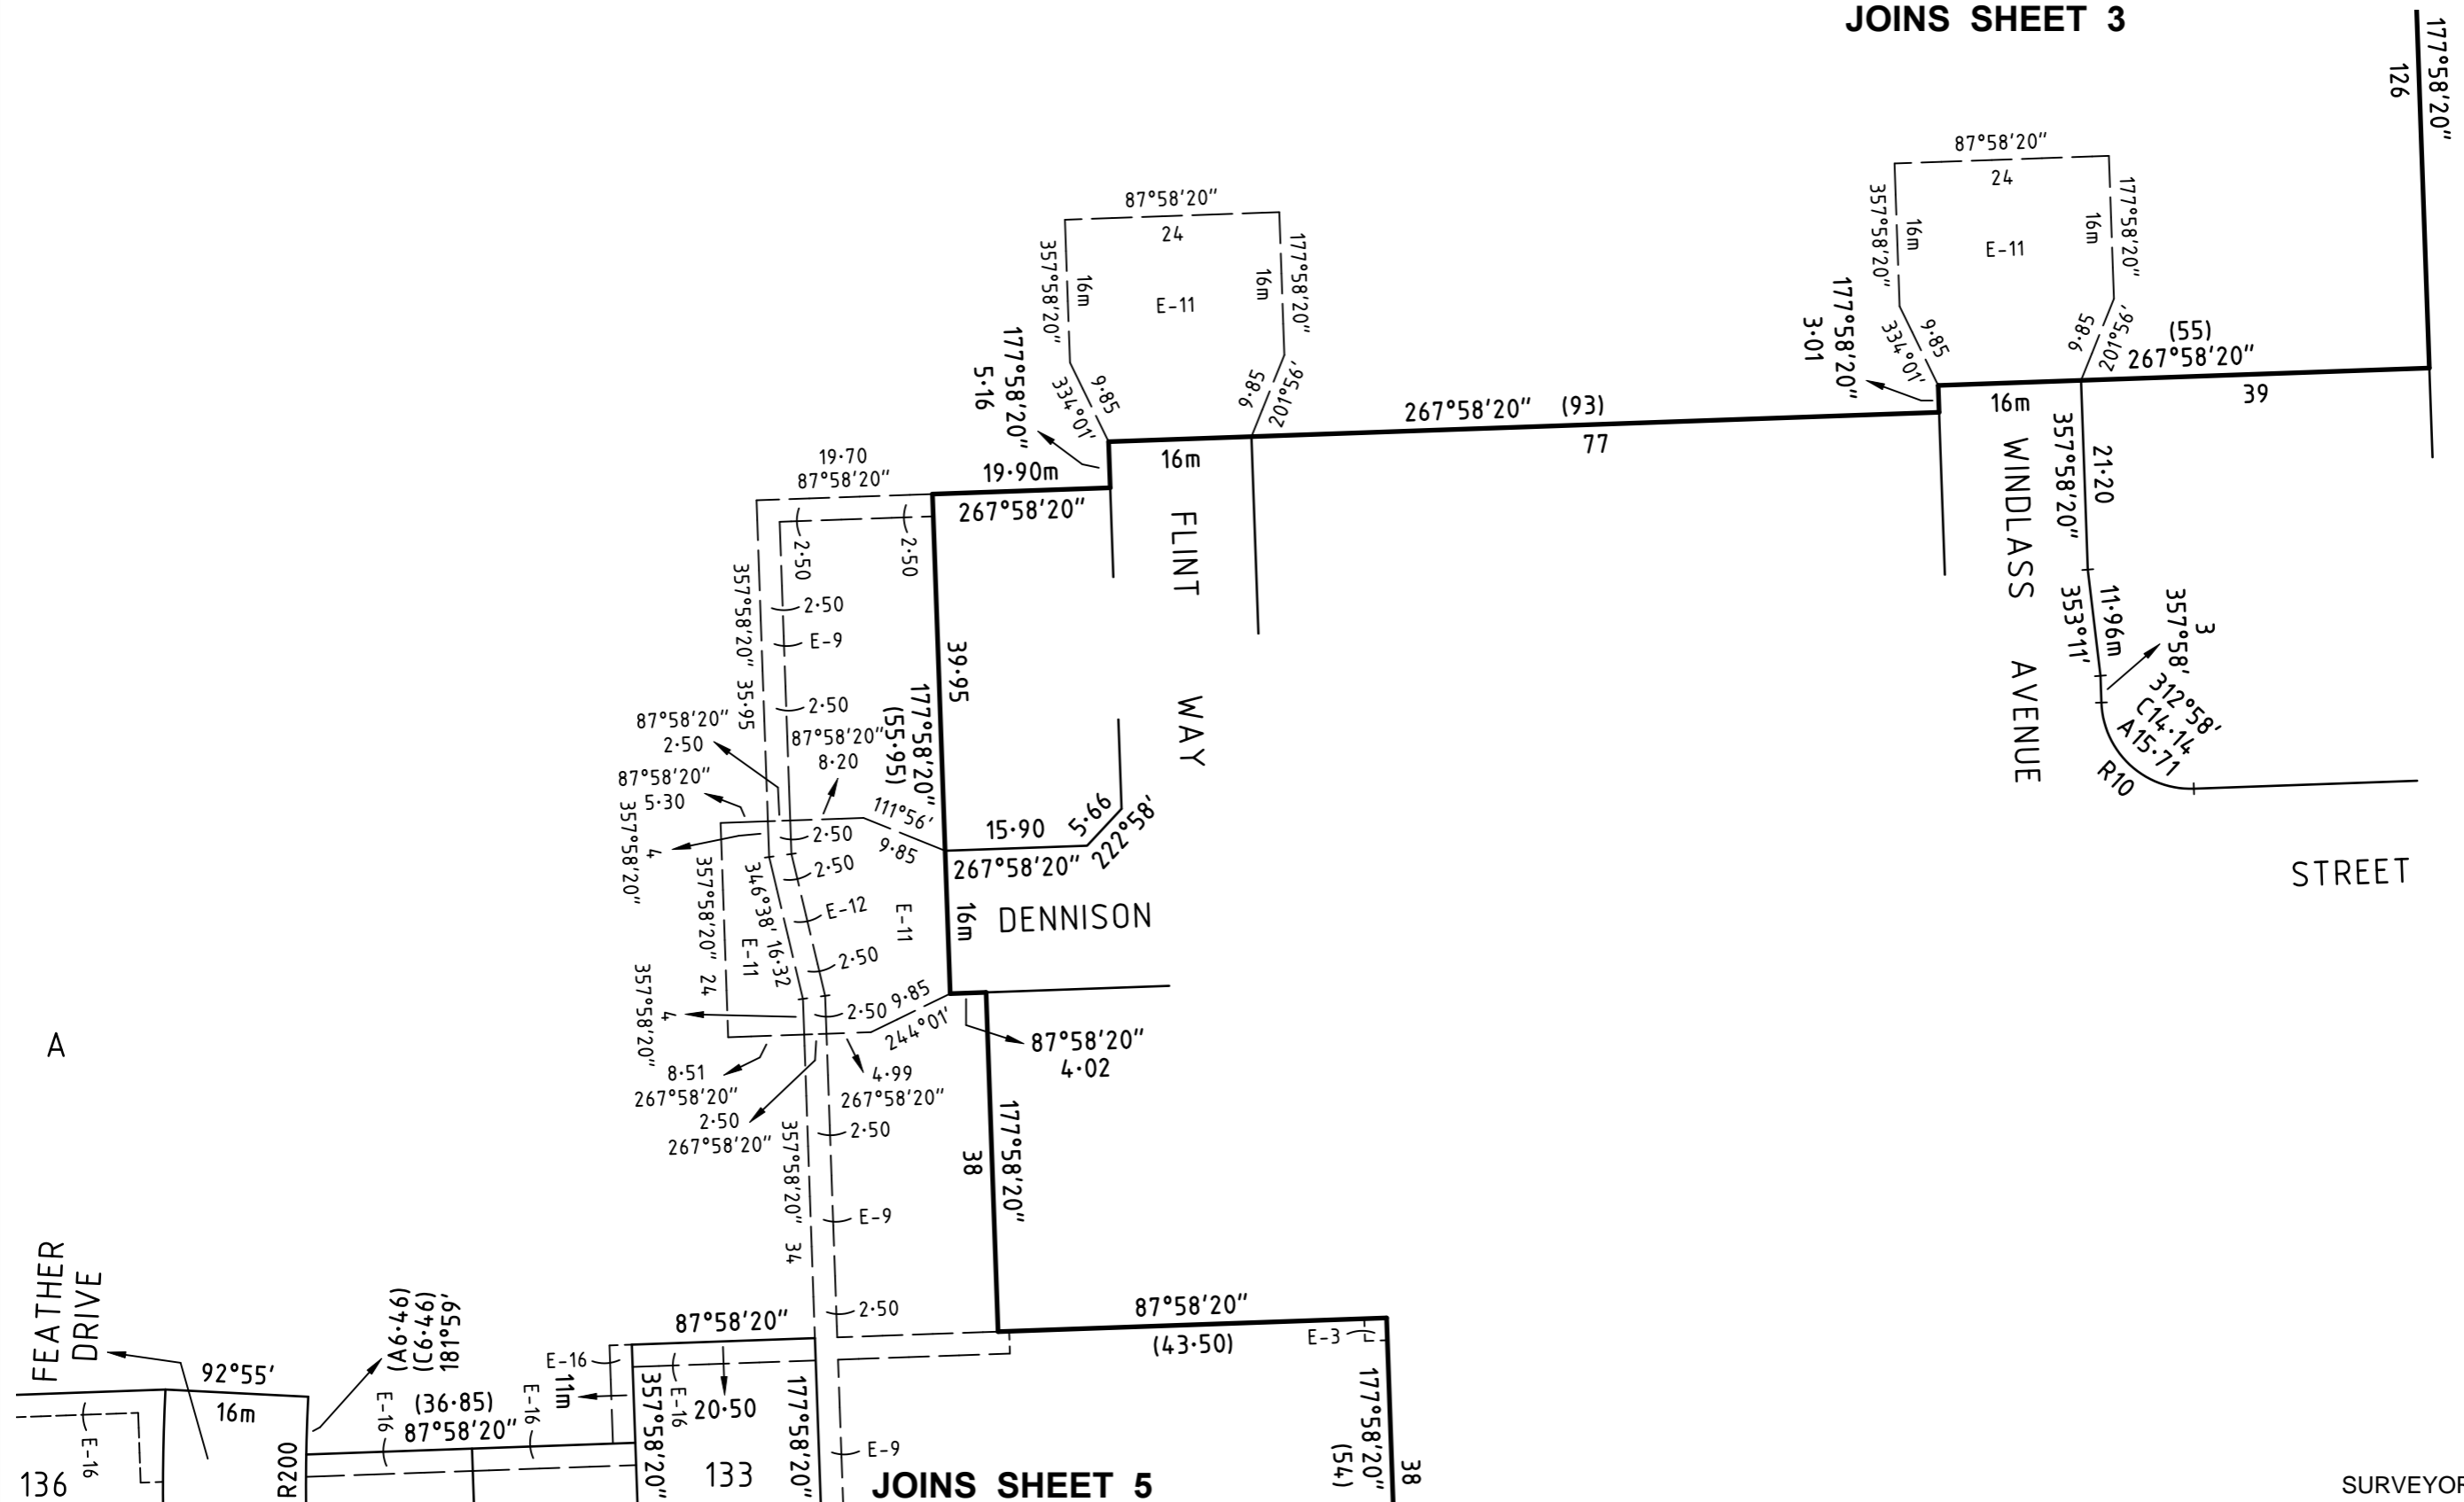 JOINS SHEET 3
177°58'20"
126
87°58'20"
24
357°58'20"
16m
E-11
16m
177°58'20"
9·85
334°01'
9·85
201°56'
177°58'20"
3·01
(55)
267°58'20"
39
16m
87°58'20"
24
357°58'20"
16m
E-11
16m
177°58'20"
9·85
334°01'
9·85
201°56'
177°58'20"
5·16
267°58'20" (93)
77
16m
19·90m
267°58'20"
19·70
87°58'20"
2·50
2·50
2·50
E-9
357°58'20" 35·95
2·50
39·95
177°58'20"
(55·95)
FLINT
WAY
WINDLASS AVENUE
357°58'20"
21·20
11·96m
353°11'
3
357°58'
312°58'
C14·14
A15·71
R10
STREET
87°58'20"
2·50
87°58'20"
5·30
87°58'20"
8·20
111°56'
9·85
357°58'20"
4
2·50
2·50
15·90
267°58'20"
5·66
222°58'
357°58'20" 24
346°38' 16·32
E-11
E-12
E-11
16m
DENNISON
2·50
357°58'20"
4
2·50
9·85
244°01'
87°58'20"
4·02
8·51
267°58'20"
2·50
267°58'20"
4·99
267°58'20"
2·50
357°58'20" 34
E-9
38
177°58'20"
A
2·50
87°58'20"
(43·50)
E-3
177°58'20"
(54)
38
FEATHER
DRIVE
(A6·46)
(C6·46)
181°59'
92°55'
16m
E-16
136
R200
E-16
(36·85)
87°58'20"
E-16
E-16
11m
87°58'20"
357°58'20"
E-16
20·50
177°58'20"
133
E-9
JOINS SHEET 5